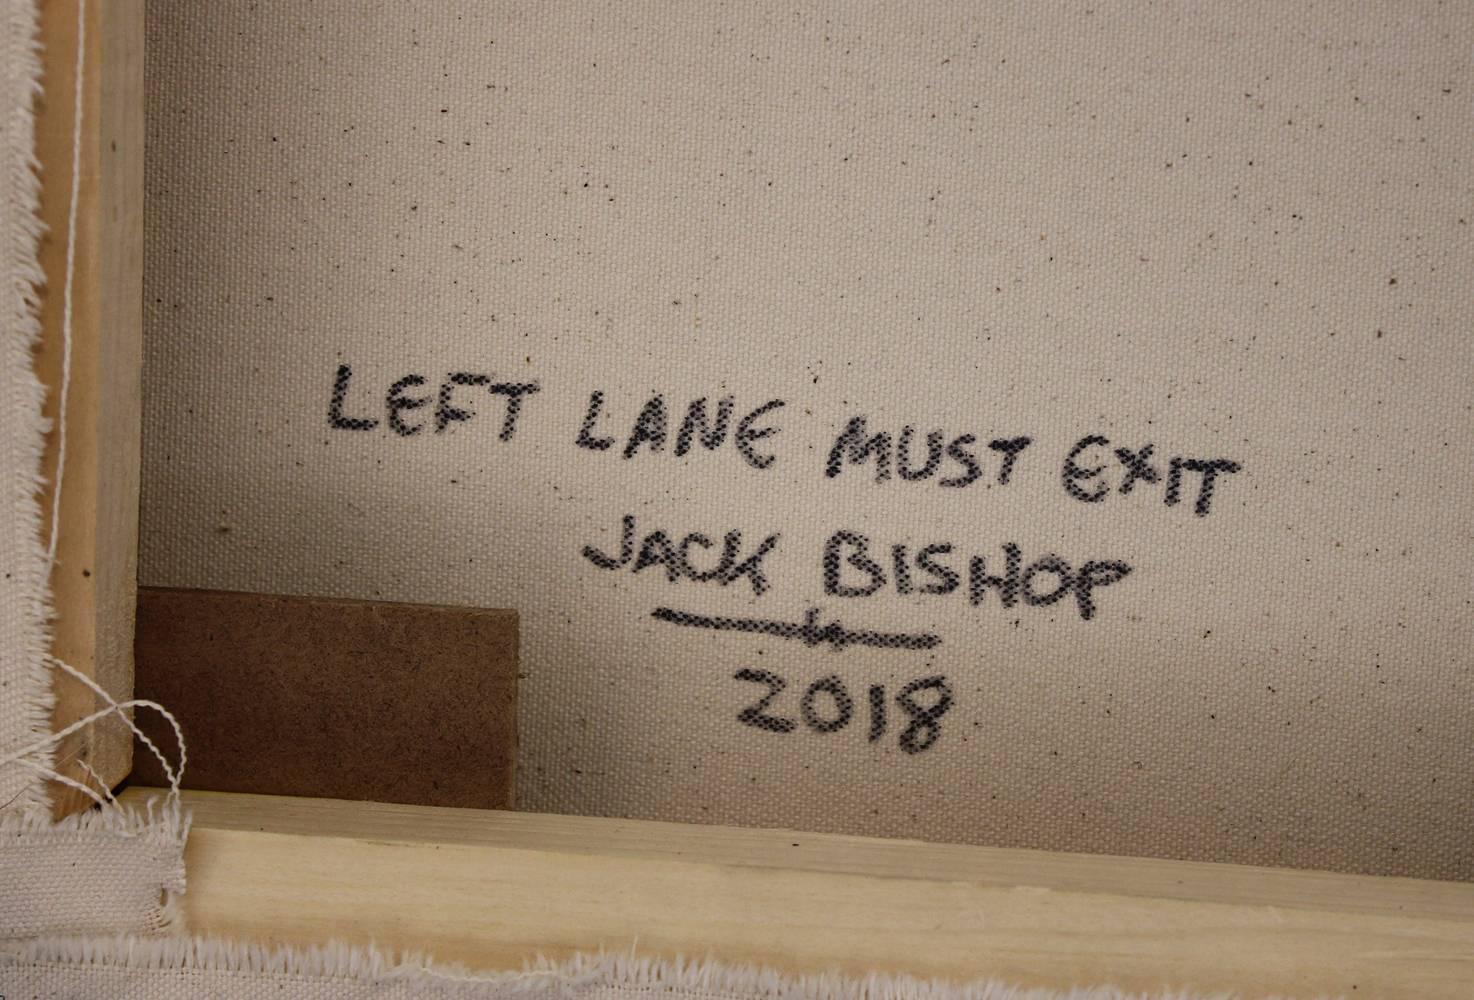 LEFT LANE MUST EXIT
JACK BISHOP
2018